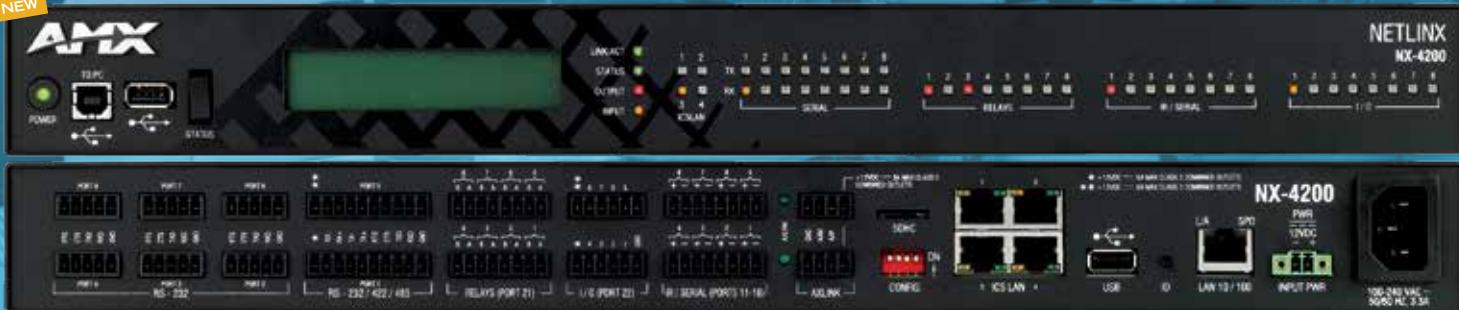 NEW
AMX
NETLINX
NX-4200
TO PC
POWER
STATUS
LINK/ACT
STATUS
OUTPUT
INPUT
1 2
3 4
ICSLAN
1 2 3 4 5 6 7 8
TX
RX
SERIAL
1 2 3 4 5 6 7 8
RELAYS
1 2 3 4 5 6 7 8
IR / SERIAL
1 2 3 4 5 6 7 8
I / O
PORT 8 PORT 7 PORT 6 PORT 5
PORT 4 PORT 3 PORT 2 PORT 1
RS - 232
RS - 232 / 422 / 485
RELAYS (PORT 21)
I / O (PORT 22)
IR / SERIAL (PORTS 11-18)
AXLINK
SDHC
CONFIG
ON
ICS LAN
USB
ID
L/A SPD
LAN 10 / 100
NX-4200
PWR
12VDC
- +
INPUT PWR
100-240 VAC ~
50/60 HZ, 3.3A